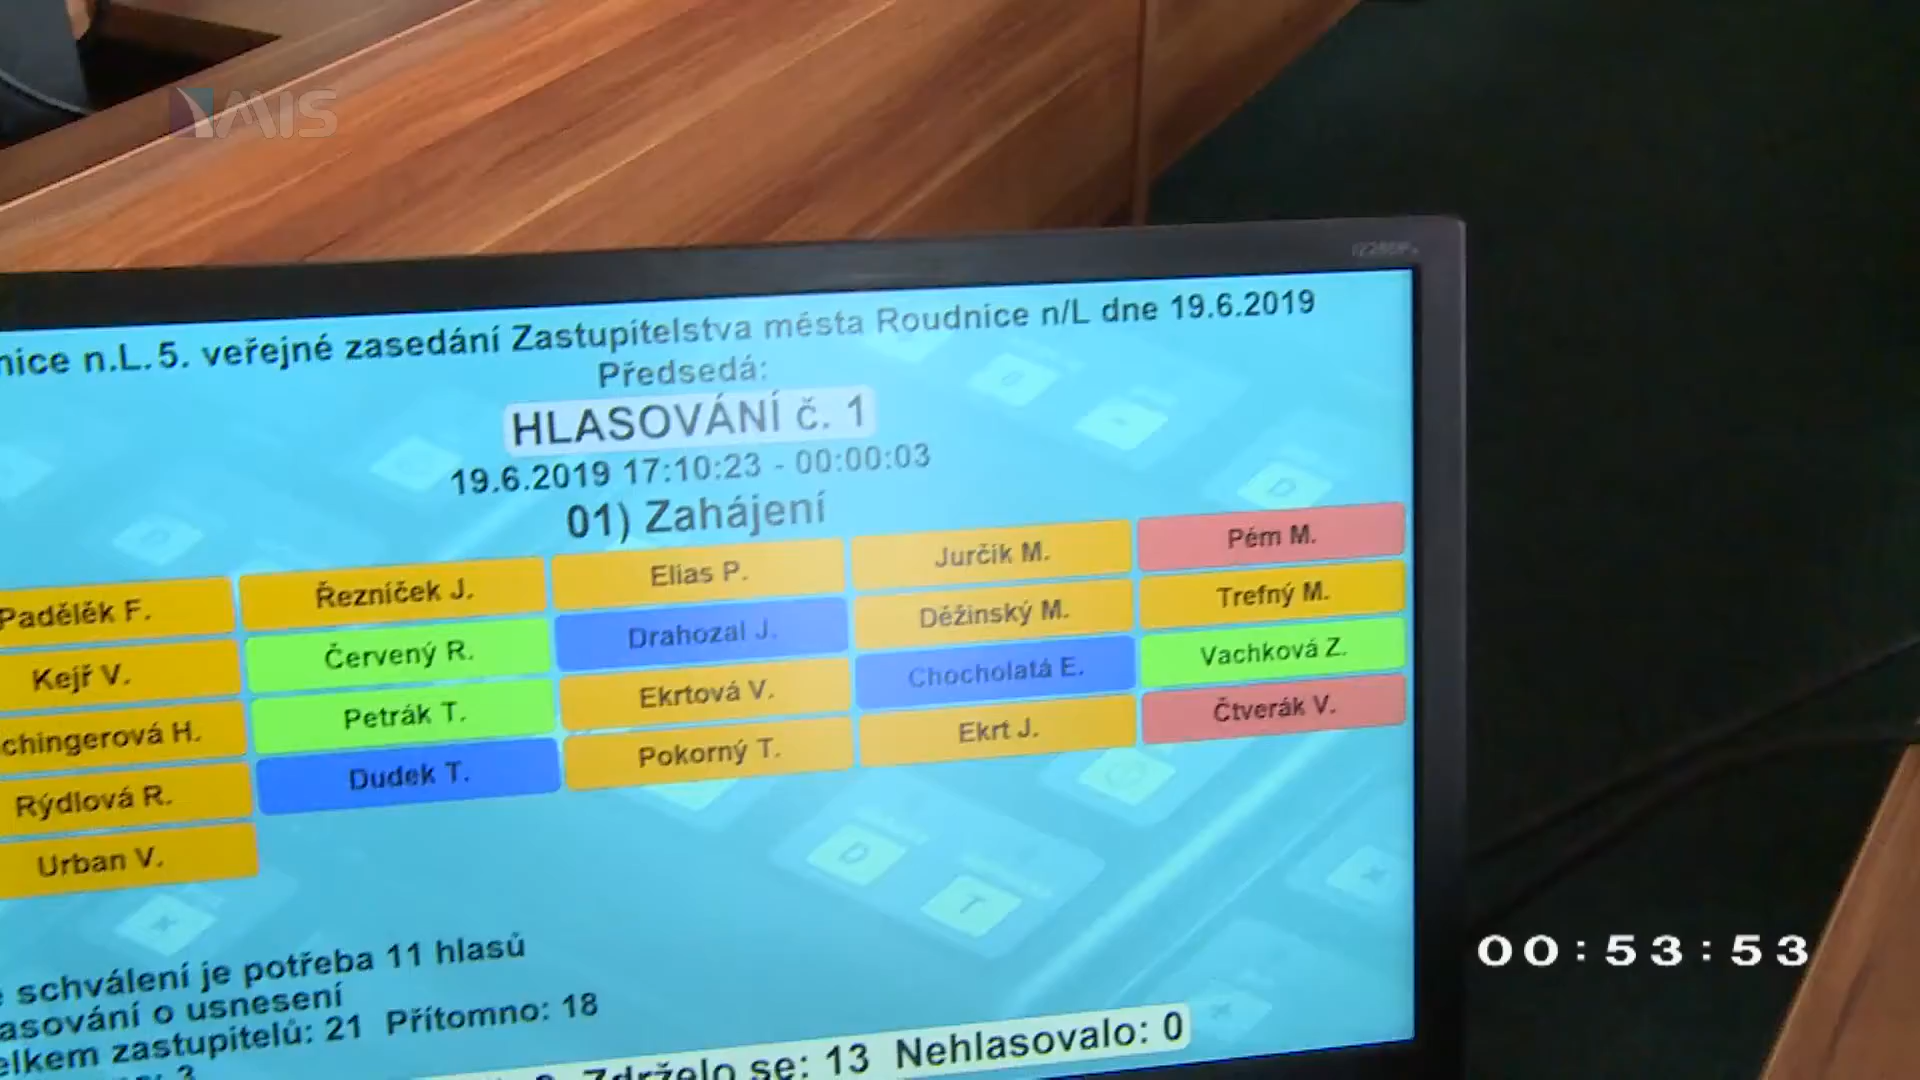 MIS
nice n.L. 5. veřejné zasedání Zastupitelstva města Roudnice n/L dne 19.6.2019
Předsedá:
HLASOVÁNÍ č. 1
19.6.2019 17:10:23 - 00:00:03
01) Zahájení
Padělěk F. Řezníček J. Elias P. Jurčík M. Pém M.
Kejř V. Červený R. Drahozal J. Děžinský M. Trefný M.
chingerová H. Petrák T. Ekrtová V. Chocholatá E. Vachková Z.
Rýdlová R. Dudek T. Pokorný T. Ekrt J. Čtverák V.
Urban V.
schválení je potřeba 11 hlasů
asování o usnesení
elkem zastupitelů: 21 Přítomno: 18
3
Zdrželo se: 13 Nehlasovalo: 0
00:53:53